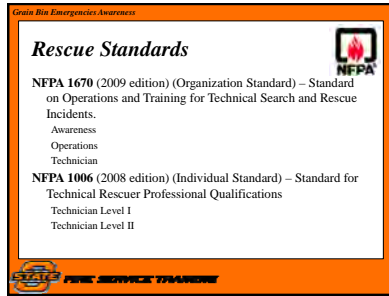 Grain Bin Emergencies Awareness
Rescue Standards
NFPA
NFPA 1670 (2009 edition) (Organization Standard) – Standard
on Operations and Training for Technical Search and Rescue
Incidents.
Awareness
Operations
Technician
NFPA 1006 (2008 edition) (Individual Standard) – Standard for
Technical Rescuer Professional Qualifications
Technician Level I
Technician Level II
STATE FIRE SERVICE TRAINING